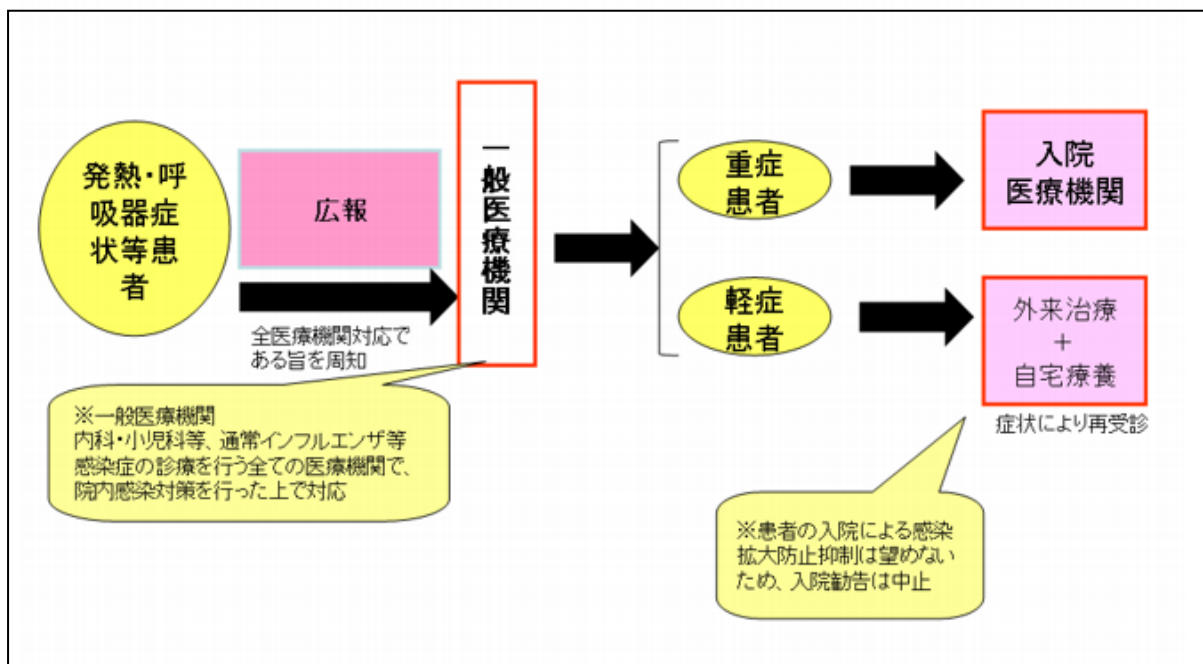 発熱・呼
吸器症
状等患
者
広報
全医療機関対応で
ある旨を周知
一般医療機関
※一般医療機関
内科・小児科等、通常インフルエンザ等
感染症の診療を行う全ての医療機関で、
院内感染対策を行った上で対応
重症
患者
入院
医療機関
軽症
患者
外来治療
+
自宅療養
症状により再受診
※患者の入院による感染
拡大防止抑制は望めない
ため、入院勧告は中止